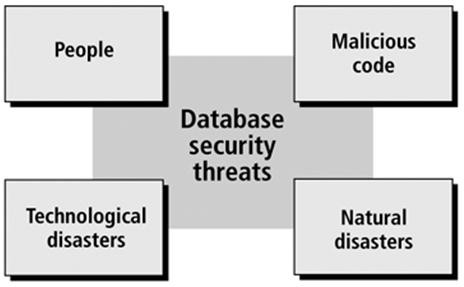 People
Malicious
code
Database
security
threats
Technological
disasters
Natural
disasters